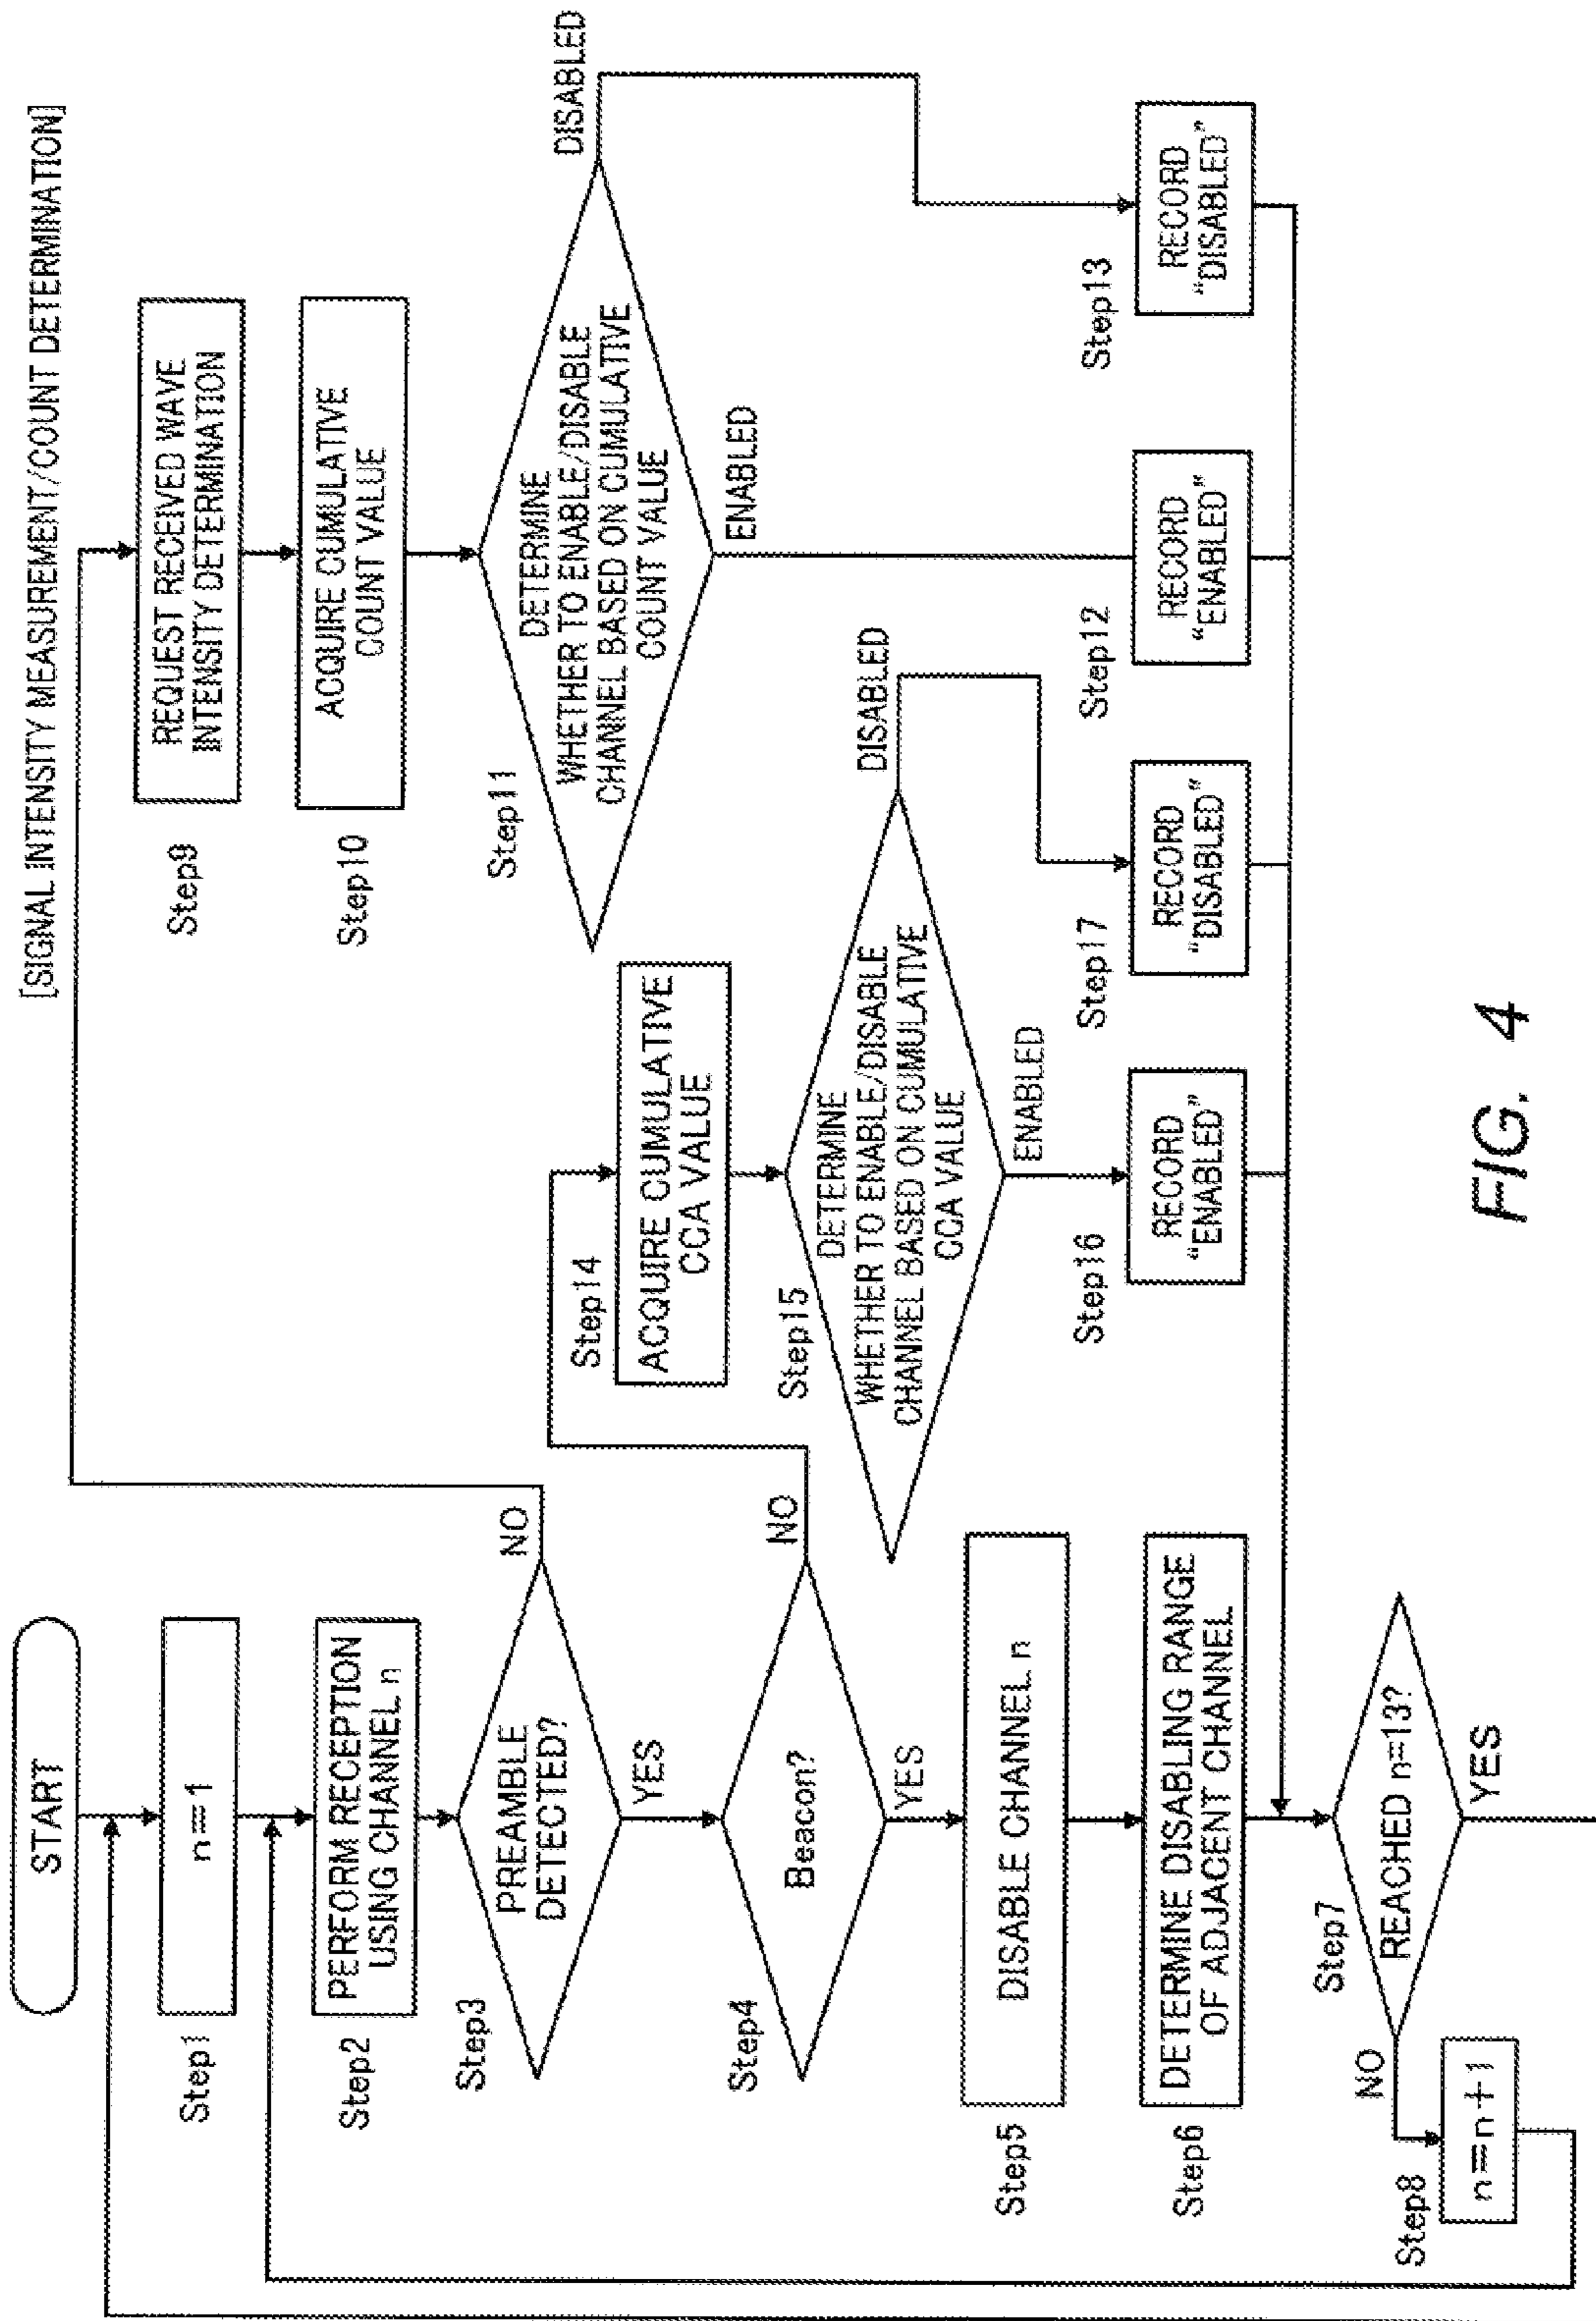 [SIGNAL INTENSITY MEASUREMENT/COUNT DETERMINATION]
START
Step1
n=1
Step2
PERFORM RECEPTION
USING CHANNEL n
Step3
PREAMBLE
DETECTED?
NO
YES
Step4
Beacon?
NO
YES
Step5
DISABLE CHANNEL n
Step6
DETERMINE DISABLING RANGE
OF ADJACENT CHANNEL
Step7
REACHED n=13?
NO
YES
Step8
n=n+1
Step14
ACQUIRE CUMULATIVE
CCA VALUE
Step15
DETERMINE
WHETHER TO ENABLE/DISABLE
CHANNEL BASED ON CUMULATIVE
CCA VALUE
ENABLED
DISABLED
Step16
RECORD
"ENABLED"
Step17
RECORD
"DISABLED"
Step9
REQUEST RECEIVED WAVE
INTENSITY DETERMINATION
Step10
ACQUIRE CUMULATIVE
COUNT VALUE
Step11
DETERMINE
WHETHER TO ENABLE/DISABLE
CHANNEL BASED ON CUMULATIVE
COUNT VALUE
ENABLED
DISABLED
Step12
RECORD
"ENABLED"
Step13
RECORD
"DISABLED"
FIG. 4